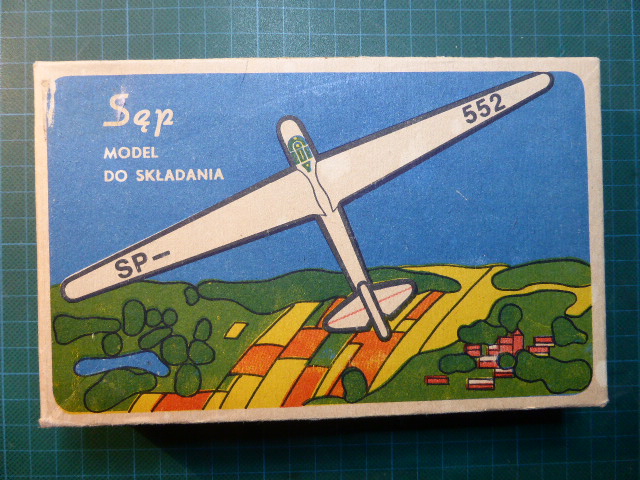 Sęp
MODEL
DO SKŁADANIA
552
SP-